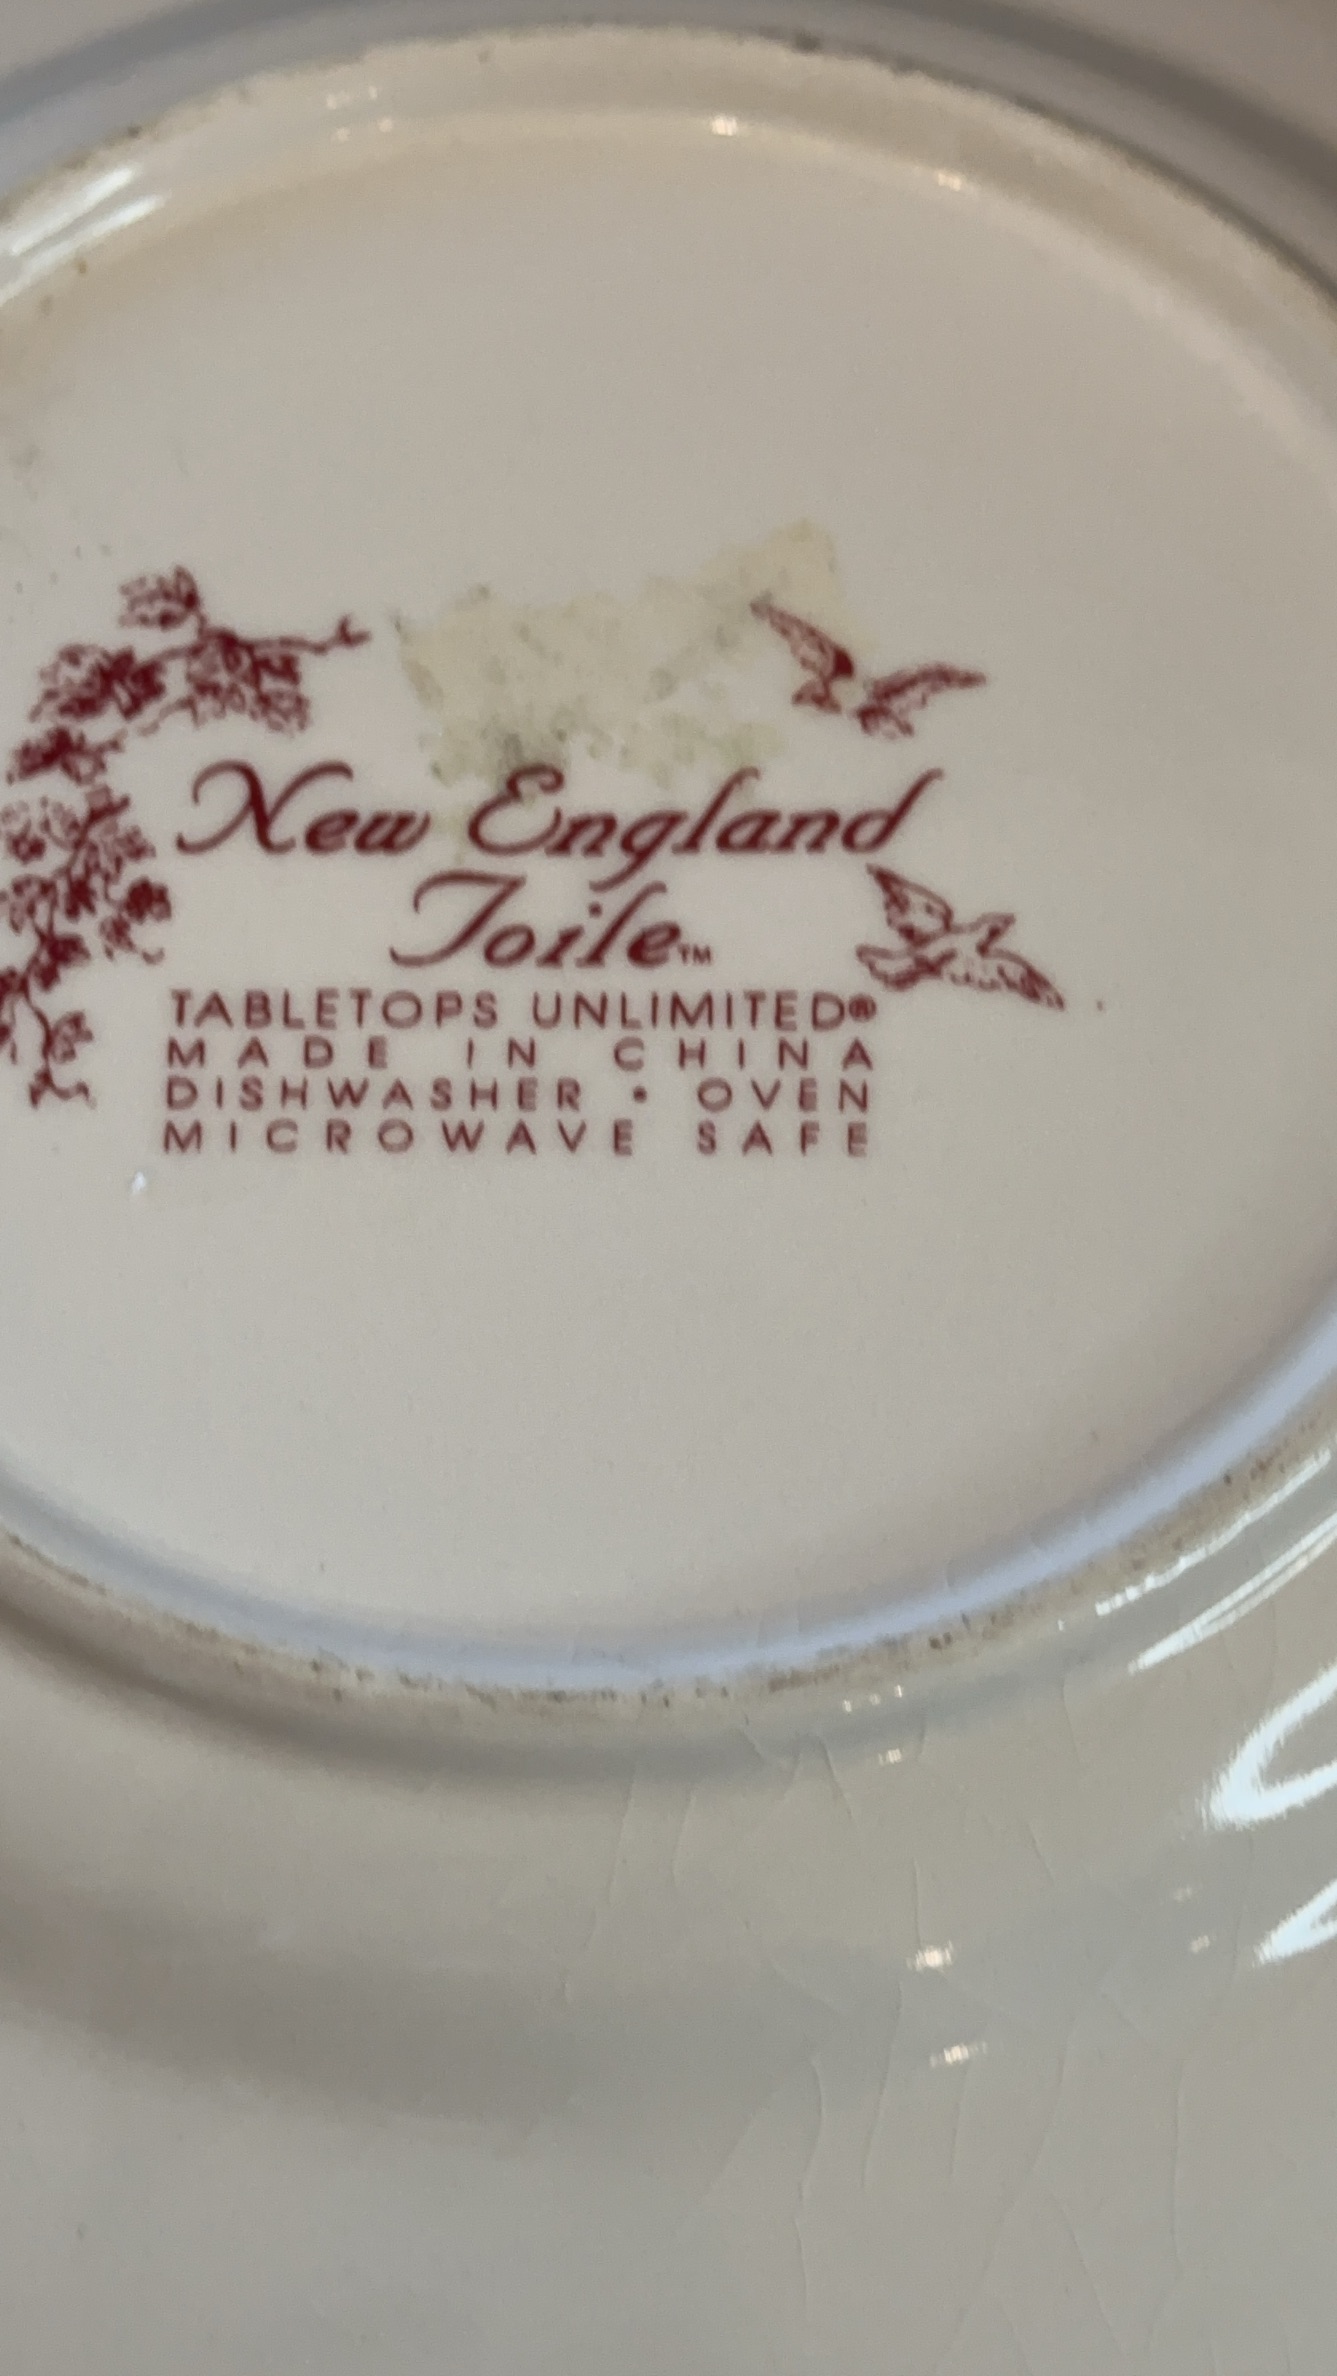 New England
Toile™
TABLETOPS UNLIMITED®
MADE IN CHINA
DISHWASHER • OVEN
MICROWAVE SAFE